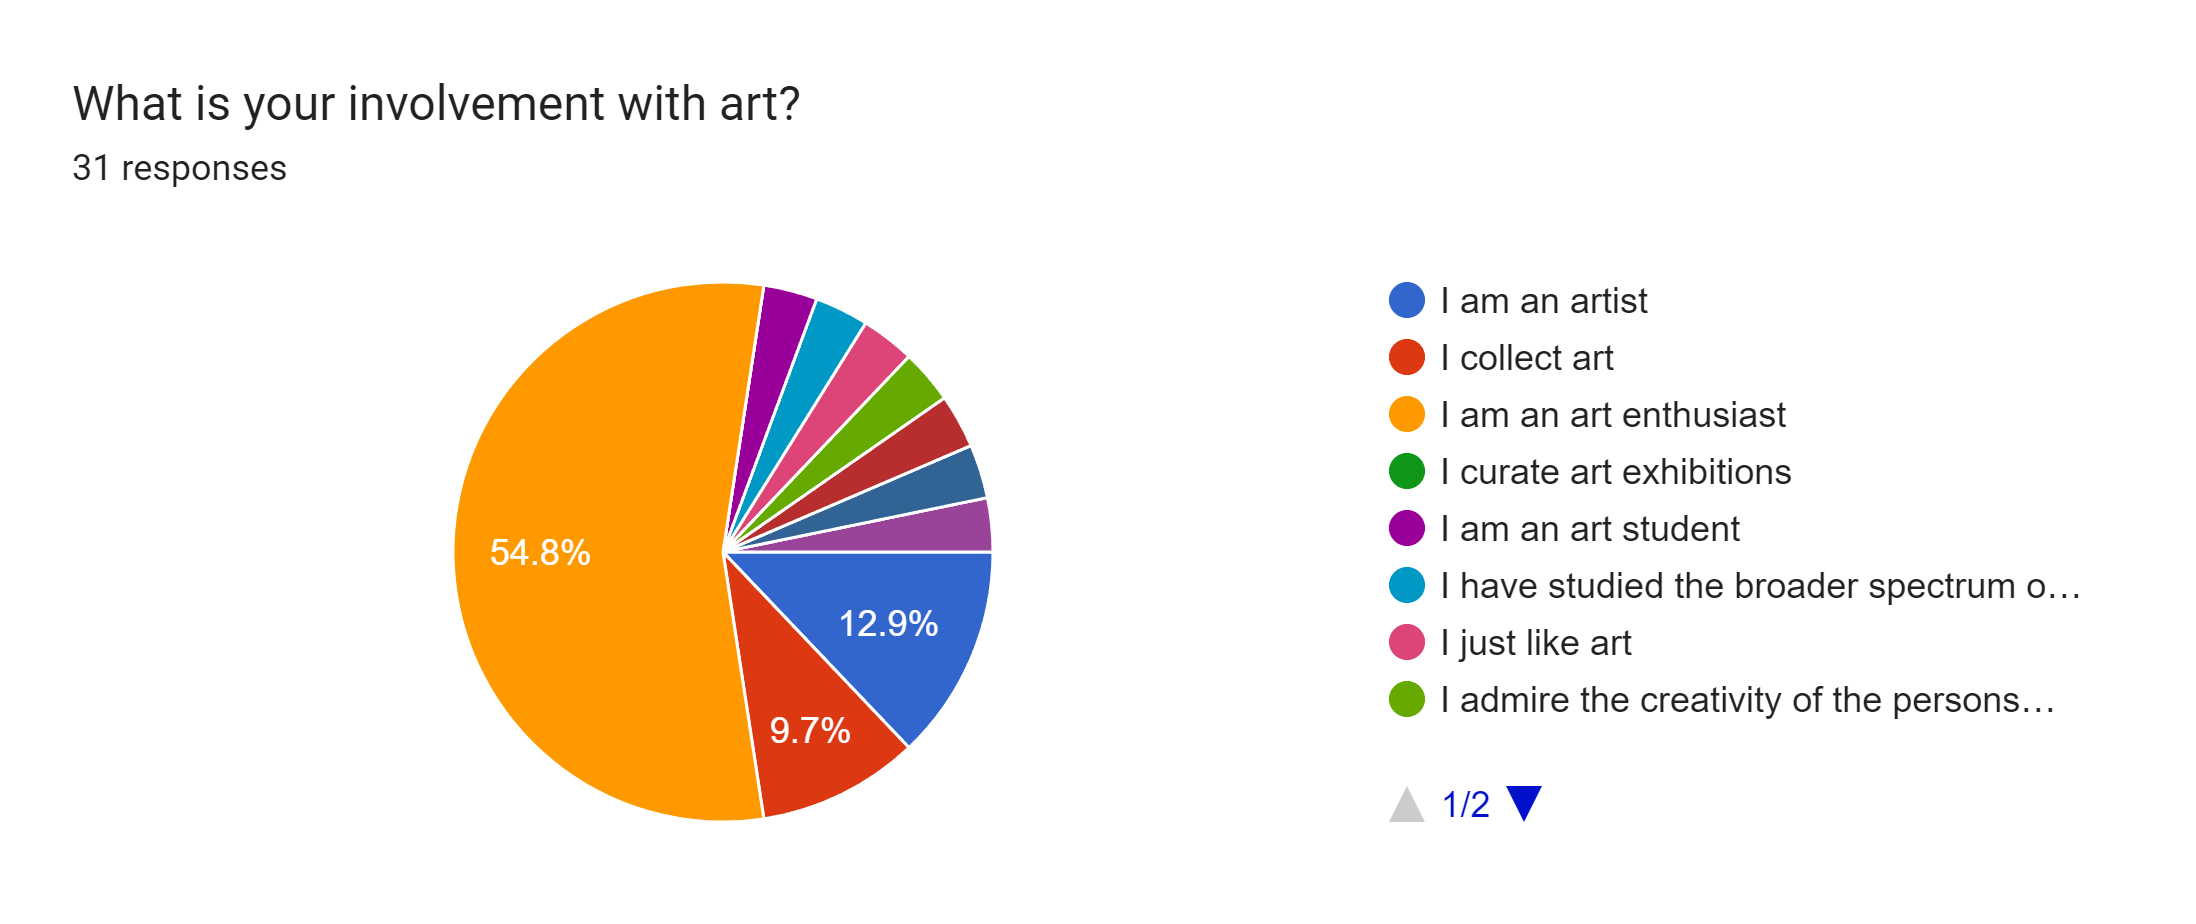 What is your involvement with art?
31 responses
54.8%
12.9%
9.7%
I am an artist
I collect art
I am an art enthusiast
I curate art exhibitions
I am an art student
I have studied the broader spectrum o…
I just like art
I admire the creativity of the persons…
1/2